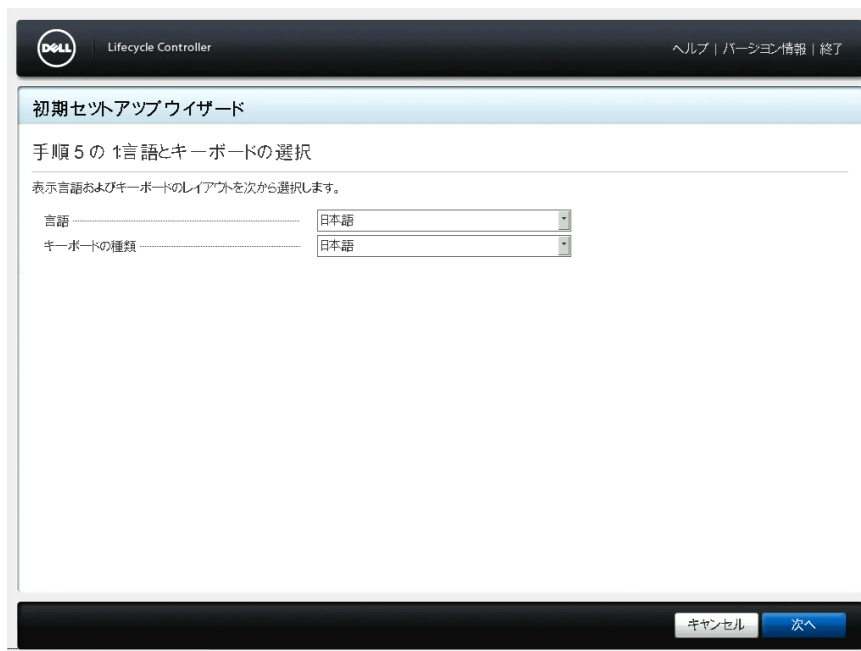 DELL Lifecycle Controller ヘルプ | バージョン情報 | 終了
初期セットアップ ウィザード
手順 5 の 1:言語とキーボードの選択
表示言語およびキーボードのレイアウトを次から選択します。
言語 日本語
キーボードの種類 日本語
キャンセル 次へ